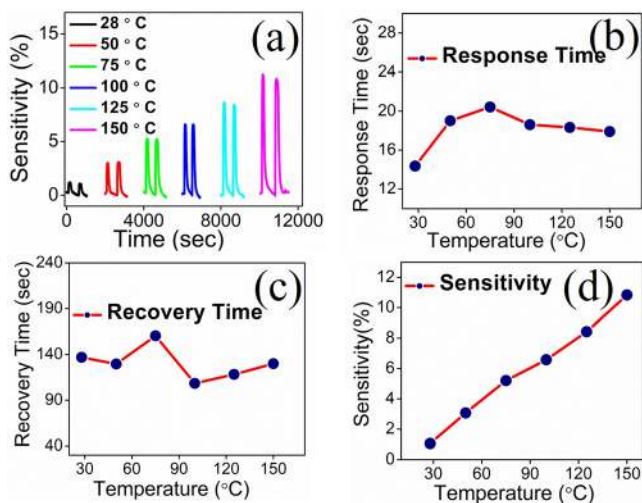 (a)
28 ° C
50 ° C
75 ° C
100 ° C
125 ° C
150 ° C
15
10
5
0
Sensitivity (%)
0 4000 8000 12000
Time (sec)
(b)
Response Time
28
24
20
16
12
Response Time (sec)
30 60 90 120 150
Temperature (°C)
(c)
Recovery Time
240
190
140
90
40
Recovery Time (sec)
30 60 90 120 150
Temperature (°C)
(d)
Sensitivity
12
10
8
6
4
2
0
Sensitivity(%)
30 60 90 120 150
Temperature (°C)